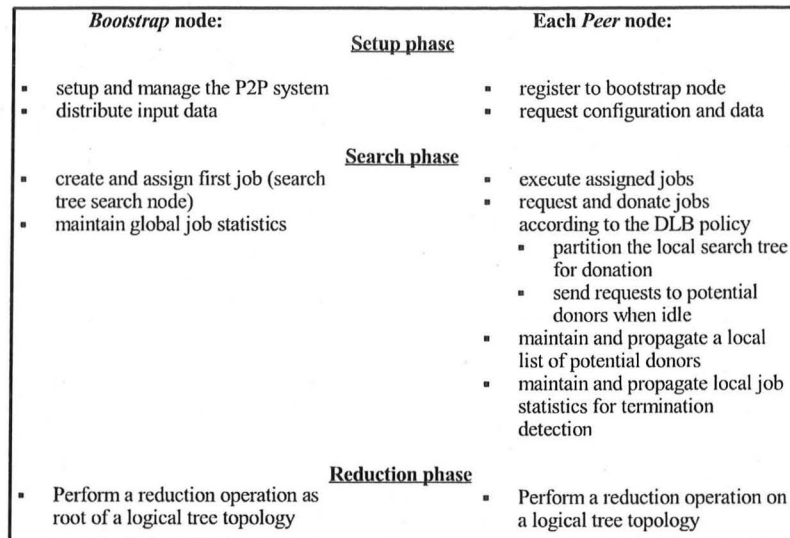 Bootstrap node:
Each Peer node:
Setup phase
▪ setup and manage the P2P system
▪ distribute input data
▪ register to bootstrap node
▪ request configuration and data
Search phase
▪ create and assign first job (search
tree search node)
▪ maintain global job statistics
▪ execute assigned jobs
▪ request and donate jobs
according to the DLB policy
▪ partition the local search tree
for donation
▪ send requests to potential
donors when idle
▪ maintain and propagate a local
list of potential donors
▪ maintain and propagate local job
statistics for termination
detection
Reduction phase
▪ Perform a reduction operation as
root of a logical tree topology
▪ Perform a reduction operation on
a logical tree topology